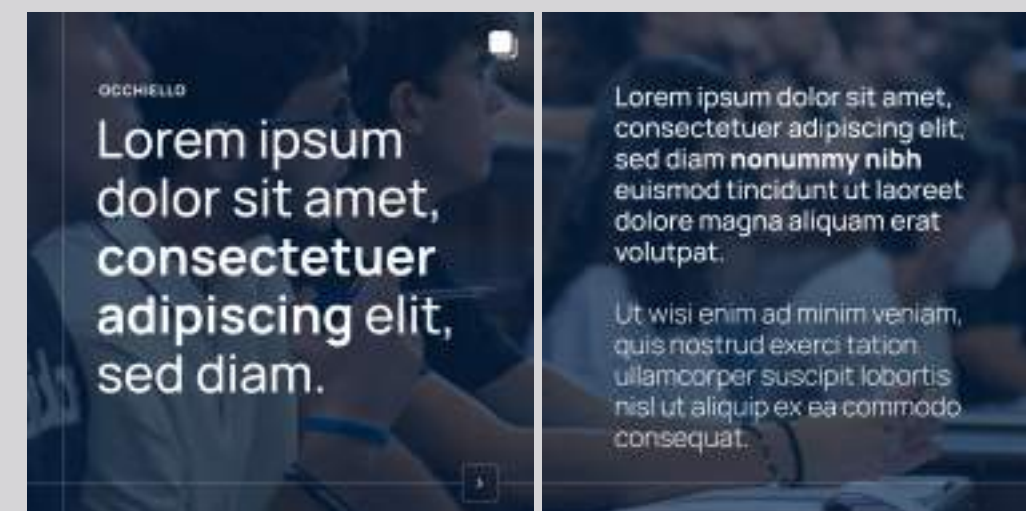 OCCHIELLO
Lorem ipsum
dolor sit amet,
consectetuer
adipiscing elit,
sed diam.
Lorem ipsum dolor sit amet,
consectetuer adipiscing elit,
sed diam nonummy nibh
euismod tincidunt ut laoreet
dolore magna aliquam erat
volutpat.
Ut wisi enim ad minim veniam,
quis nostrud exerci tation
ullamcorper suscipit lobortis
nisl ut aliquip ex ea commodo
consequat.